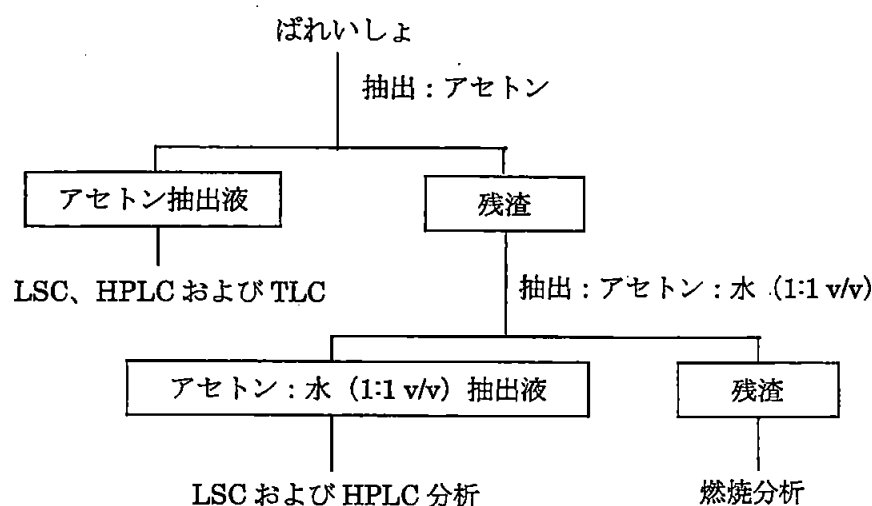 ばれいしょ
抽出：アセトン
アセトン抽出液
残渣
LSC、HPLC および TLC
抽出：アセトン：水（1:1 v/v）
アセトン：水（1:1 v/v）抽出液
残渣
LSC および HPLC 分析
燃焼分析